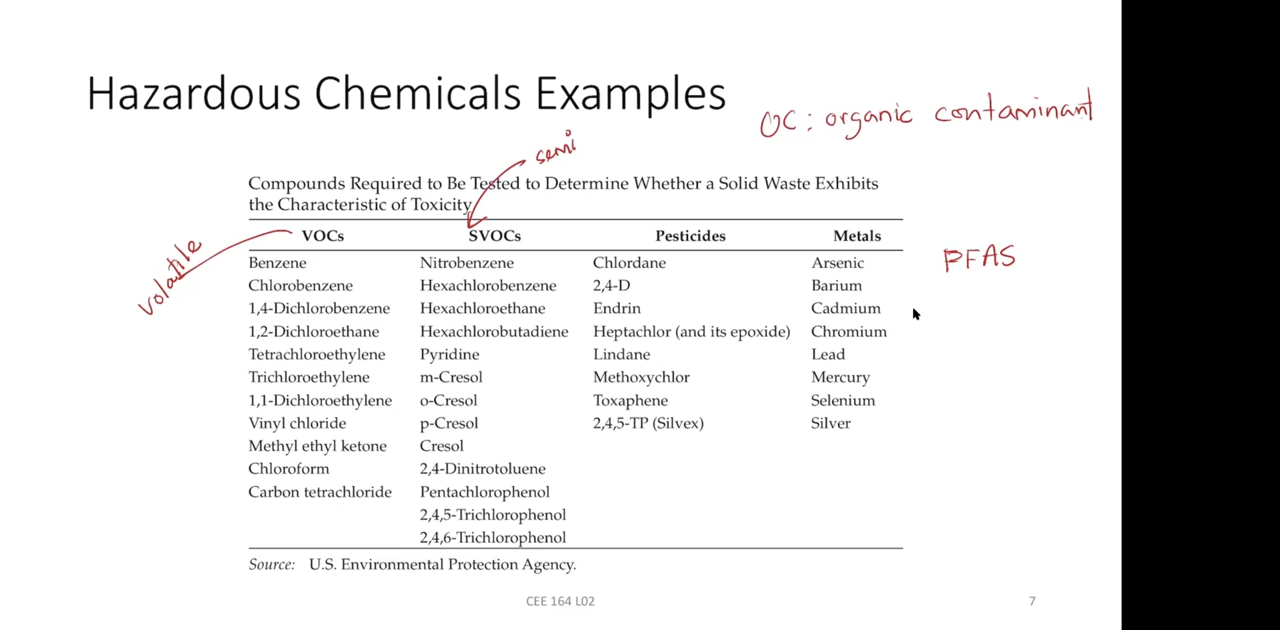 Hazardous Chemicals Examples
OC: organic contaminant
semi
Compounds Required to Be Tested to Determine Whether a Solid Waste Exhibits
the Characteristic of Toxicity
volatile
VOCs SVOCs Pesticides Metals
Benzene Nitrobenzene Chlordane Arsenic
PFAS
Chlorobenzene Hexachlorobenzene 2,4-D Barium
1,4-Dichlorobenzene Hexachloroethane Endrin Cadmium
1,2-Dichloroethane Hexachlorobutadiene Heptachlor (and its epoxide) Chromium
Tetrachloroethylene Pyridine Lindane Lead
Trichloroethylene m-Cresol Methoxychlor Mercury
1,1-Dichloroethylene o-Cresol Toxaphene Selenium
Vinyl chloride p-Cresol 2,4,5-TP (Silvex) Silver
Methyl ethyl ketone Cresol
Chloroform 2,4-Dinitrotoluene
Carbon tetrachloride Pentachlorophenol
2,4,5-Trichlorophenol
2,4,6-Trichlorophenol
Source: U.S. Environmental Protection Agency.
CEE 164 L02 7